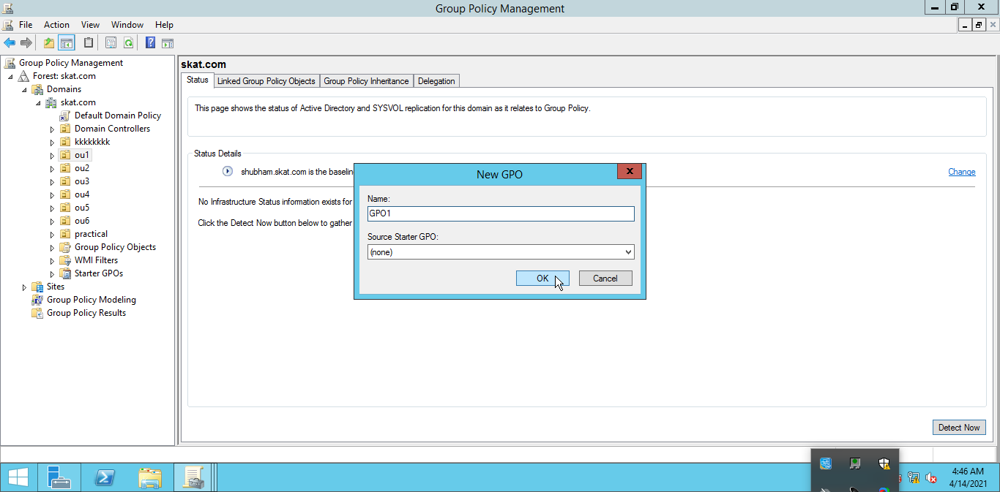 Group Policy Management
File Action View Window Help
Group Policy Management
Forest: skat.com
Domains
skat.com
Default Domain Policy
Domain Controllers
kkkkkkkk
ou1
ou2
ou3
ou4
ou5
ou6
practical
Group Policy Objects
WMI Filters
Starter GPOs
Sites
Group Policy Modeling
Group Policy Results
skat.com
Status Linked Group Policy Objects Group Policy Inheritance Delegation
This page shows the status of Active Directory and SYSVOL replication for this domain as it relates to Group Policy.
Status Details
shubham.skat.com is the baselin
Change
No Infrastructure Status information exists for
Click the Detect Now button below to gather
New GPO
Name:
GPO1
Source Starter GPO:
(none)
OK Cancel
Detect Now
4:46 AM
4/14/2021